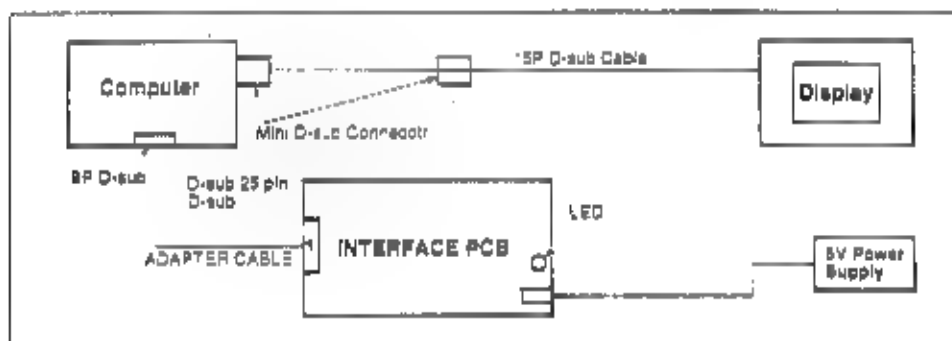 15P D-sub Cable
Computer
Display
Mini D-sub Connectotr
9P D-sub
D-sub 25 pin
D-sub
LED
INTERFACE PCB
ADAPTER CABLE
5V Power
Supply